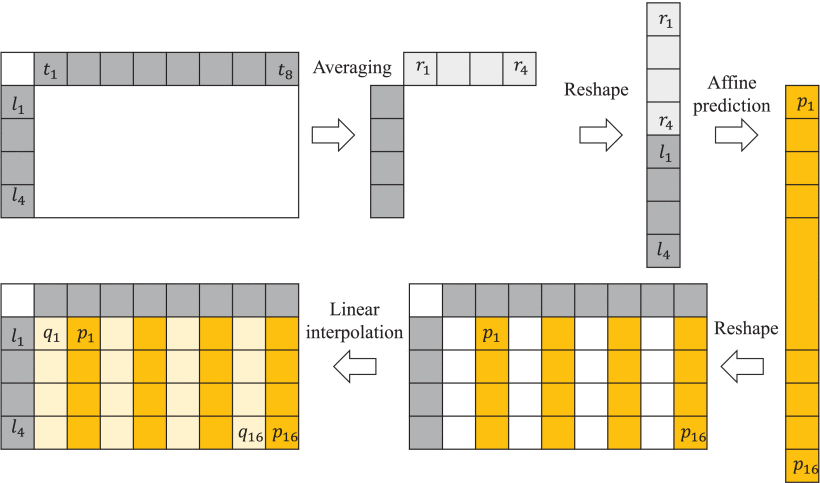 t₁ t₈
l₁
l₄
Averaging
r₁ r₄
Reshape
r₁
r₄
l₁
l₄
Affine
prediction
p₁
p₁₆
Reshape
p₁
p₁₆
Linear
interpolation
l₁ q₁ p₁
l₄ q₁₆ p₁₆